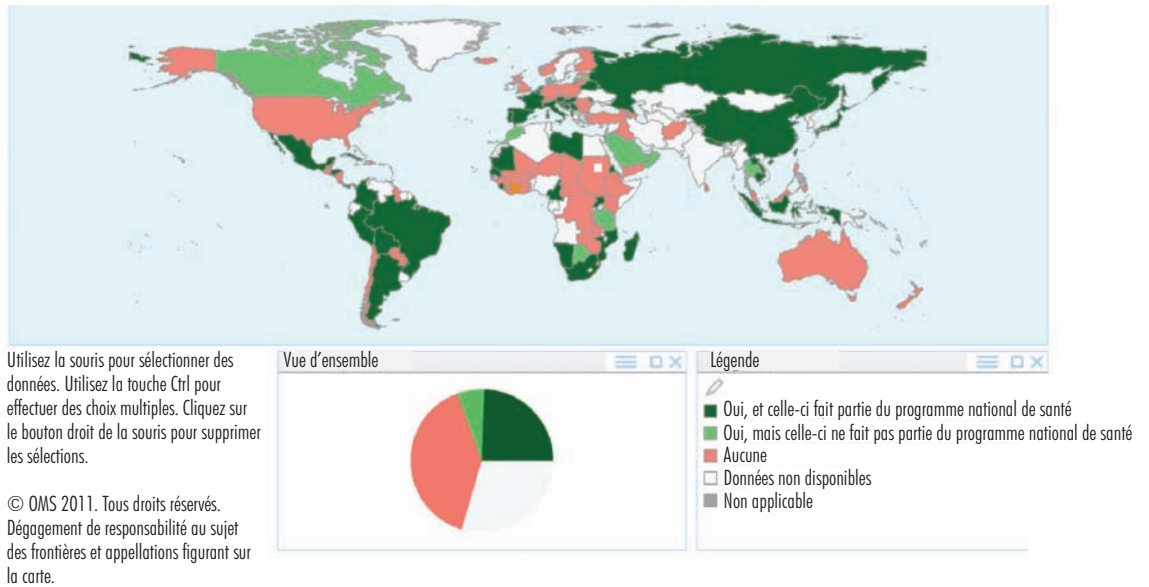 Utilisez la souris pour sélectionner des
données. Utilisez la touche Ctrl pour
effectuer des choix multiples. Cliquez sur
le bouton droit de la souris pour supprimer
les sélections.
© OMS 2011. Tous droits réservés.
Dégagement de responsabilité au sujet
des frontières et appellations figurant sur
la carte.
Vue d’ensemble
Légende
Oui, et celle-ci fait partie du programme national de santé
Oui, mais celle-ci ne fait pas partie du programme national de santé
Aucune
Données non disponibles
Non applicable